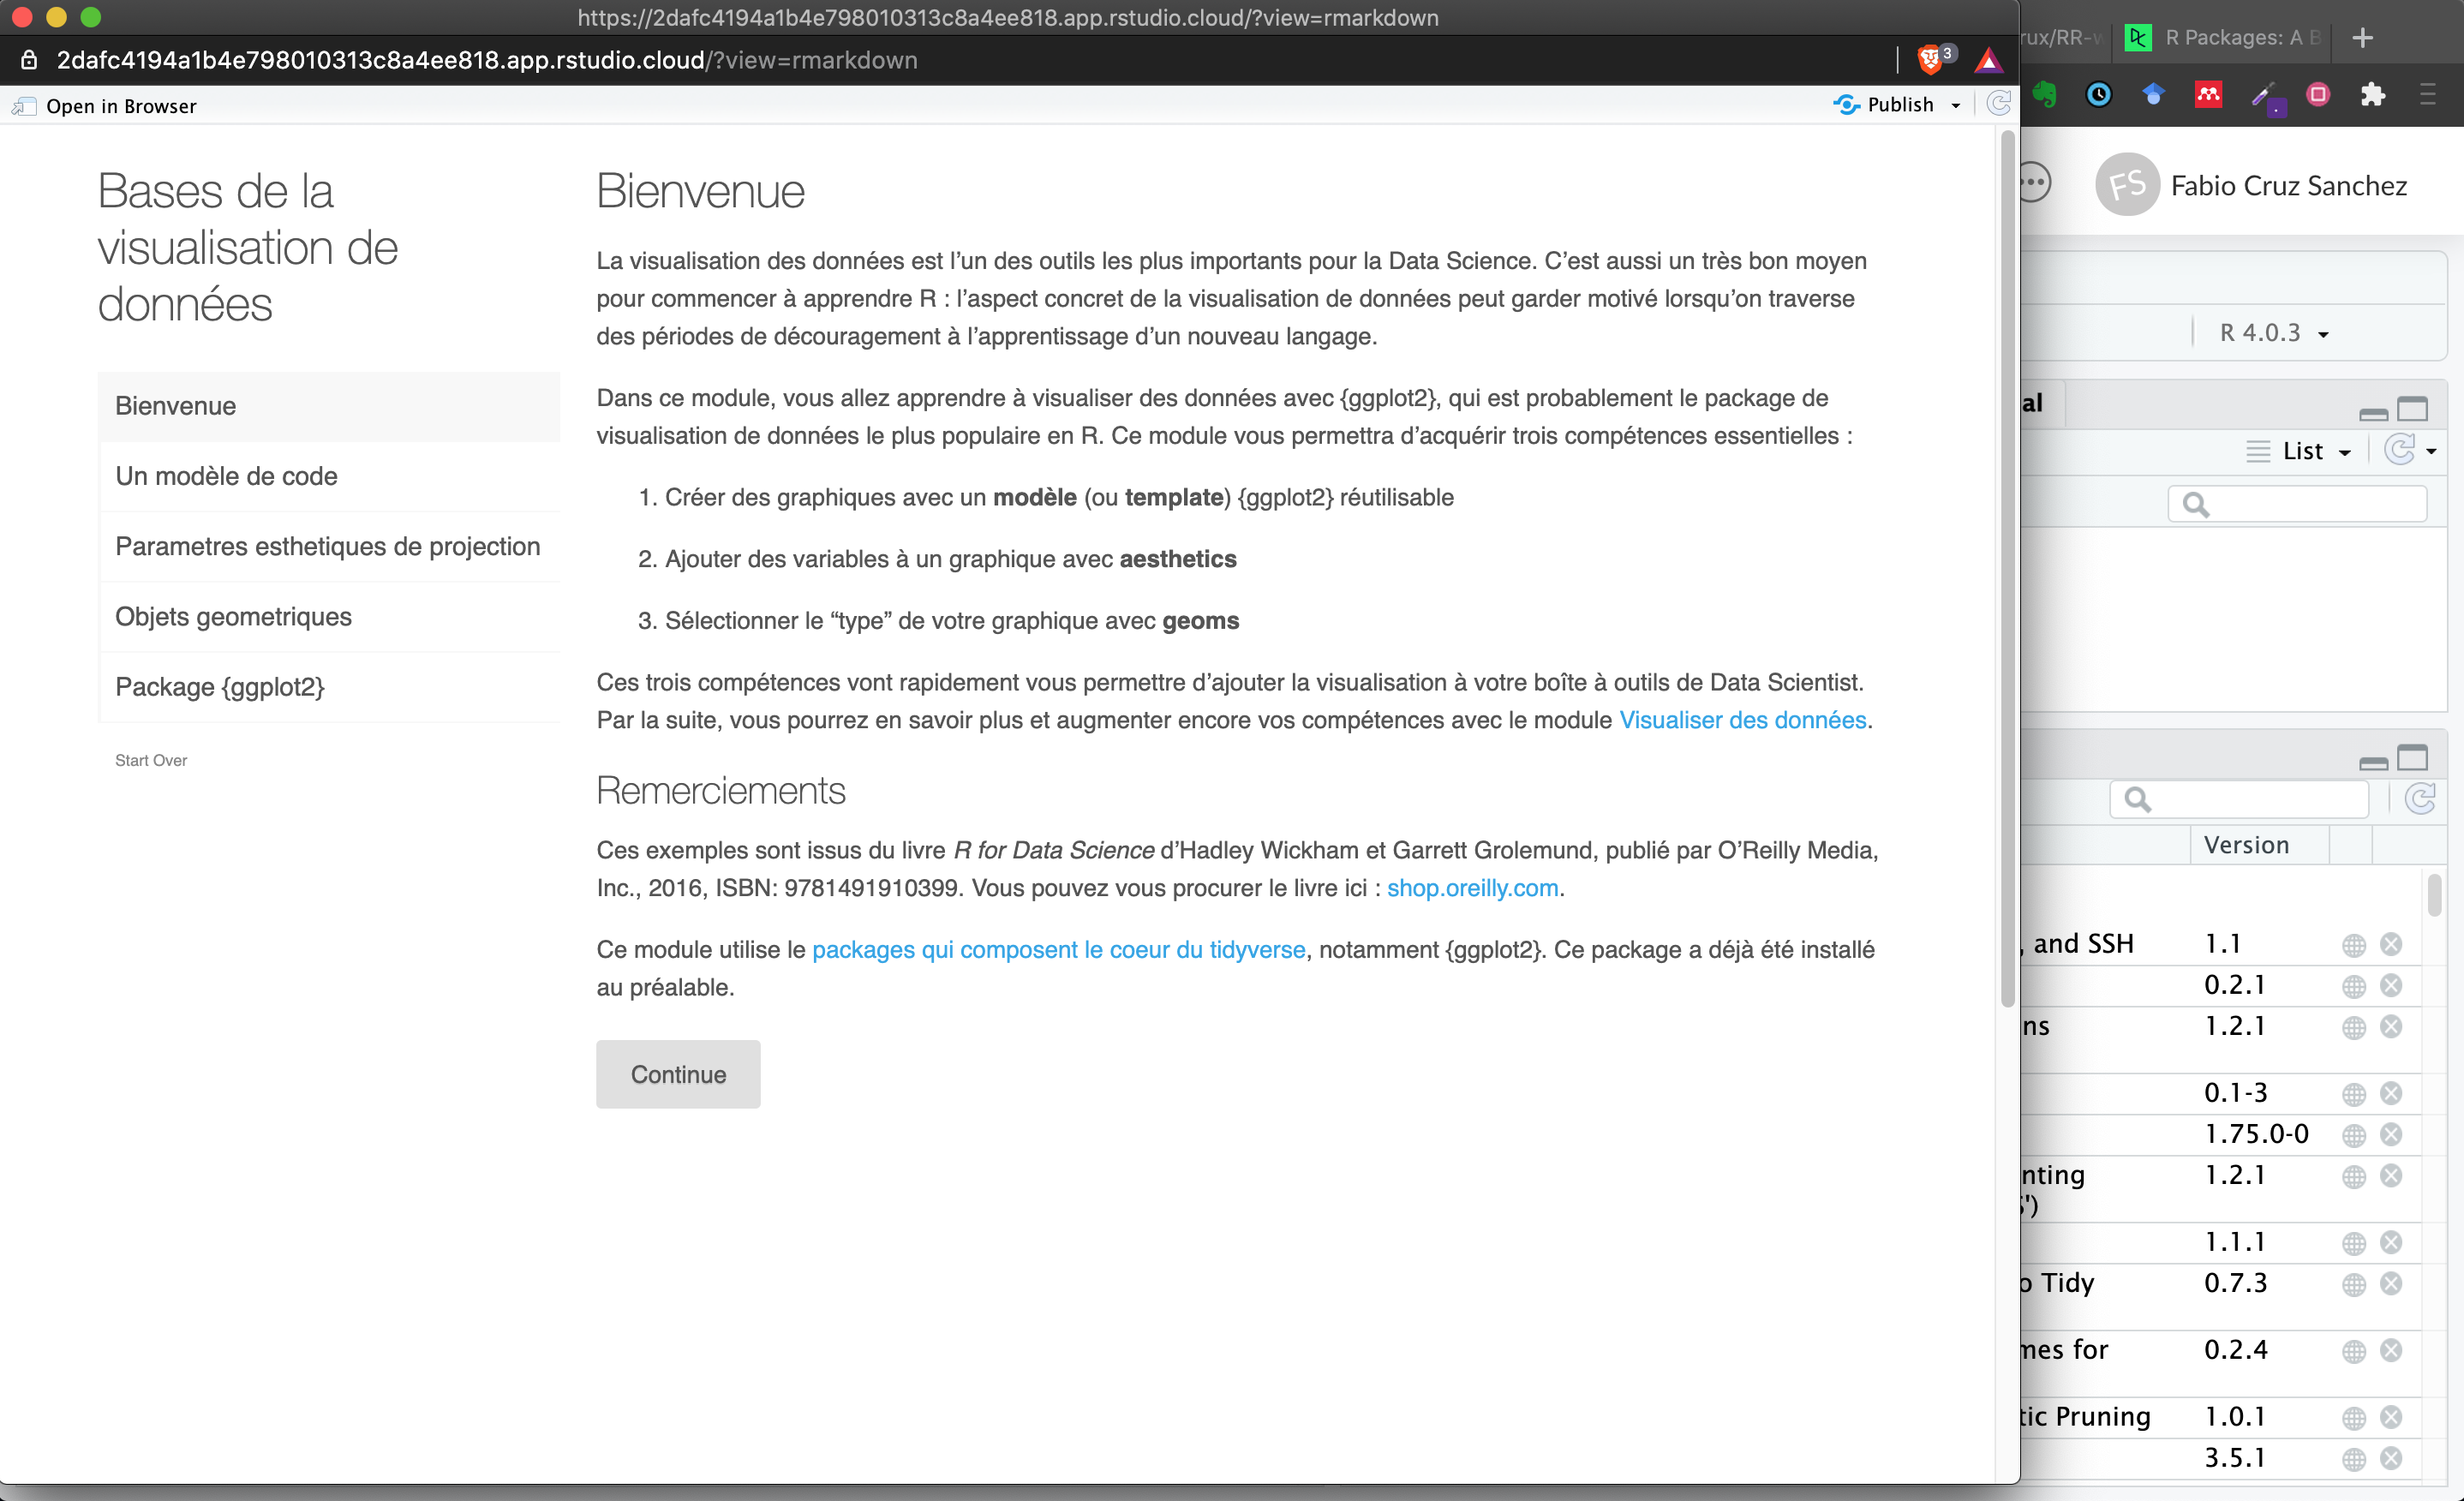 https://2dafc4194a1b4e798010313c8a4ee818.app.rstudio.cloud/?view=rmarkdown
2dafc4194a1b4e798010313c8a4ee818.app.rstudio.cloud/?view=rmarkdown
3
Open in Browser
Publish
Bases de la
visualisation de
données
Bienvenue
Un modèle de code
Parametres esthetiques de projection
Objets geometriques
Package {ggplot2}
Start Over
Bienvenue
La visualisation des données est l’un des outils les plus importants pour la Data Science. C’est aussi un très bon moyen
pour commencer à apprendre R : l’aspect concret de la visualisation de données peut garder motivé lorsqu’on traverse
des périodes de découragement à l’apprentissage d’un nouveau langage.
Dans ce module, vous allez apprendre à visualiser des données avec {ggplot2}, qui est probablement le package de
visualisation de données le plus populaire en R. Ce module vous permettra d’acquérir trois compétences essentielles :
1. Créer des graphiques avec un modèle (ou template) {ggplot2} réutilisable
2. Ajouter des variables à un graphique avec aesthetics
3. Sélectionner le “type” de votre graphique avec geoms
Ces trois compétences vont rapidement vous permettre d’ajouter la visualisation à votre boîte à outils de Data Scientist.
Par la suite, vous pourrez en savoir plus et augmenter encore vos compétences avec le module Visualiser des données.
Remerciements
Ces exemples sont issus du livre R for Data Science d’Hadley Wickham et Garrett Grolemund, publié par O’Reilly Media,
Inc., 2016, ISBN: 9781491910399. Vous pouvez vous procurer le livre ici : shop.oreilly.com.
Ce module utilise le packages qui composent le coeur du tidyverse, notamment {ggplot2}. Ce package a déjà été installé
au préalable.
Continue
R Packages: A B
FS
Fabio Cruz Sanchez
R 4.0.3
al
List
Version
, and SSH 1.1
0.2.1
ns 1.2.1
0.1-3
1.75.0-0
nting 1.2.1
')
1.1.1
o Tidy 0.7.3
mes for 0.2.4
tic Pruning 1.0.1
3.5.1